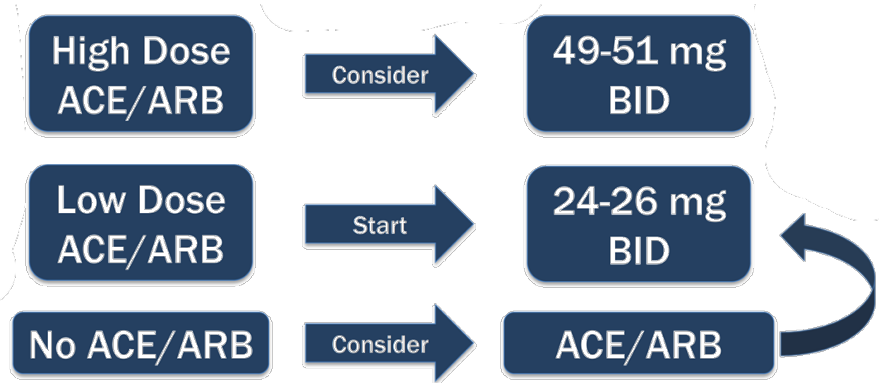 High Dose
ACE/ARB
Consider
49-51 mg
BID
Low Dose
ACE/ARB
Start
24-26 mg
BID
No ACE/ARB
Consider
ACE/ARB